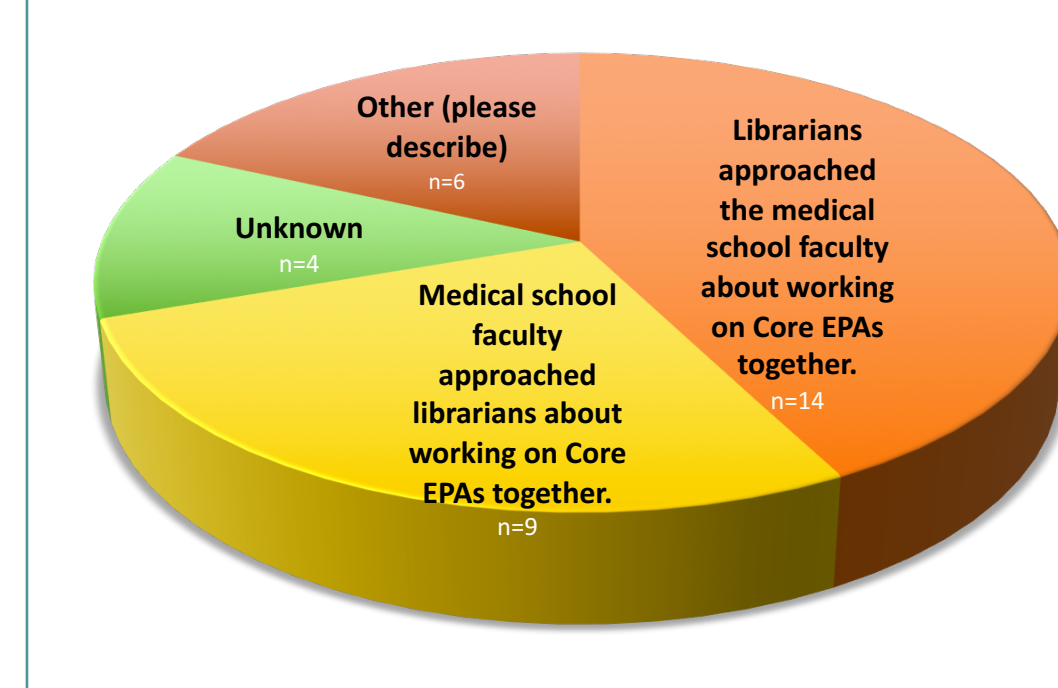 Other (please
describe)
n=6
Librarians
approached
the medical
school faculty
about working
on Core EPAs
together.
n=14
Unknown
n=4
Medical school
faculty
approached
librarians about
working on Core
EPAs together.
n=9